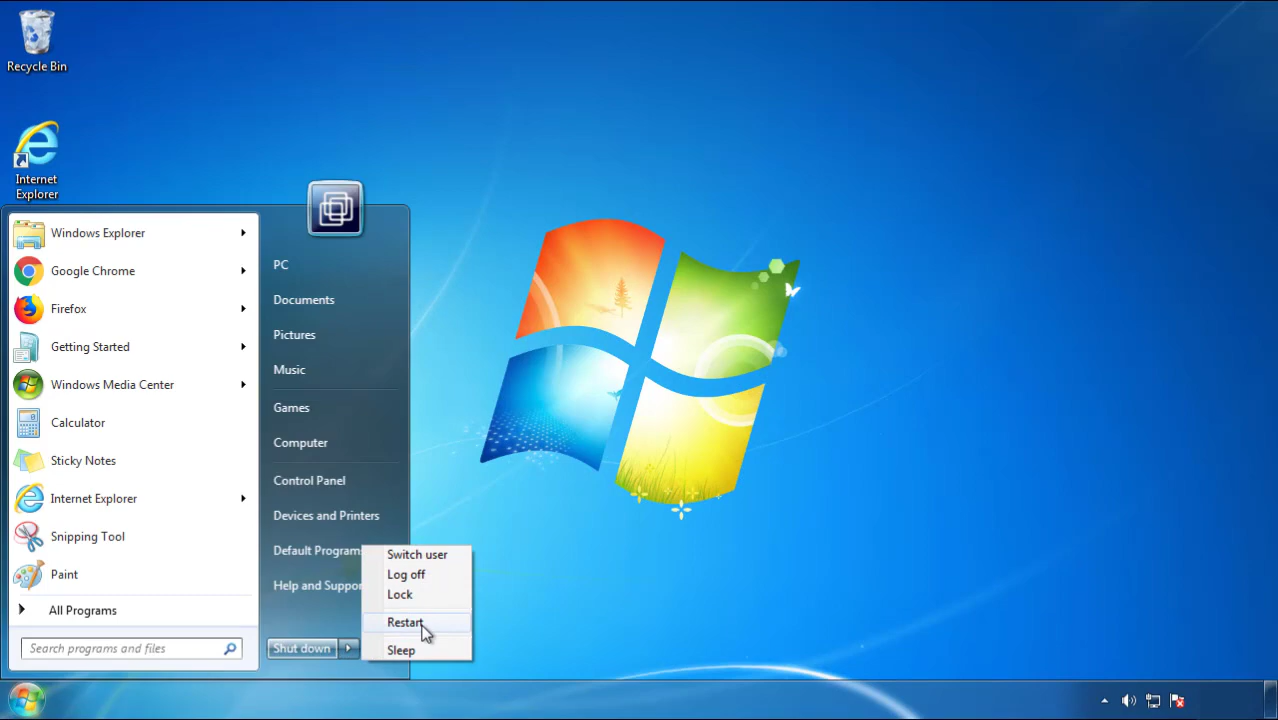 Recycle Bin
Internet
Explorer
Windows Explorer
Google Chrome
Firefox
Getting Started
Windows Media Center
Calculator
Sticky Notes
Internet Explorer
Snipping Tool
Paint
All Programs
Search programs and files
PC
Documents
Pictures
Music
Games
Computer
Control Panel
Devices and Printers
Default Program
Help and Suppor
Shut down
Switch user
Log off
Lock
Restart
Sleep